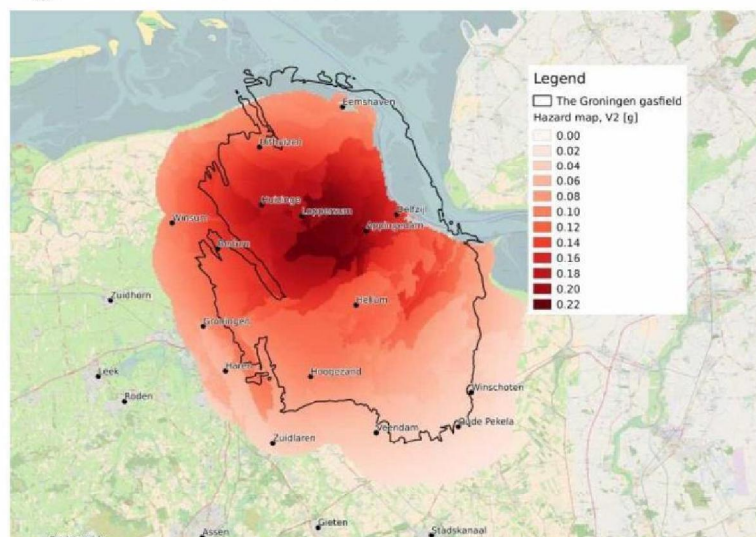 Legend
The Groningen gasfield
Hazard map, V2 [g]
0.00
0.02
0.04
0.06
0.08
0.10
0.12
0.14
0.16
0.18
0.20
0.22
Eemshaven
Uithuizen
Huizinge
Loppersum
Delfzijl
Winsum
Appingedam
Bedum
Zuidhorn
Hellum
Groningen
Leek
Haren
Hoogezand
Winschoten
Roden
Oude Pekela
Veendam
Zuidlaren
Gieten
Assen
Stadskanaal